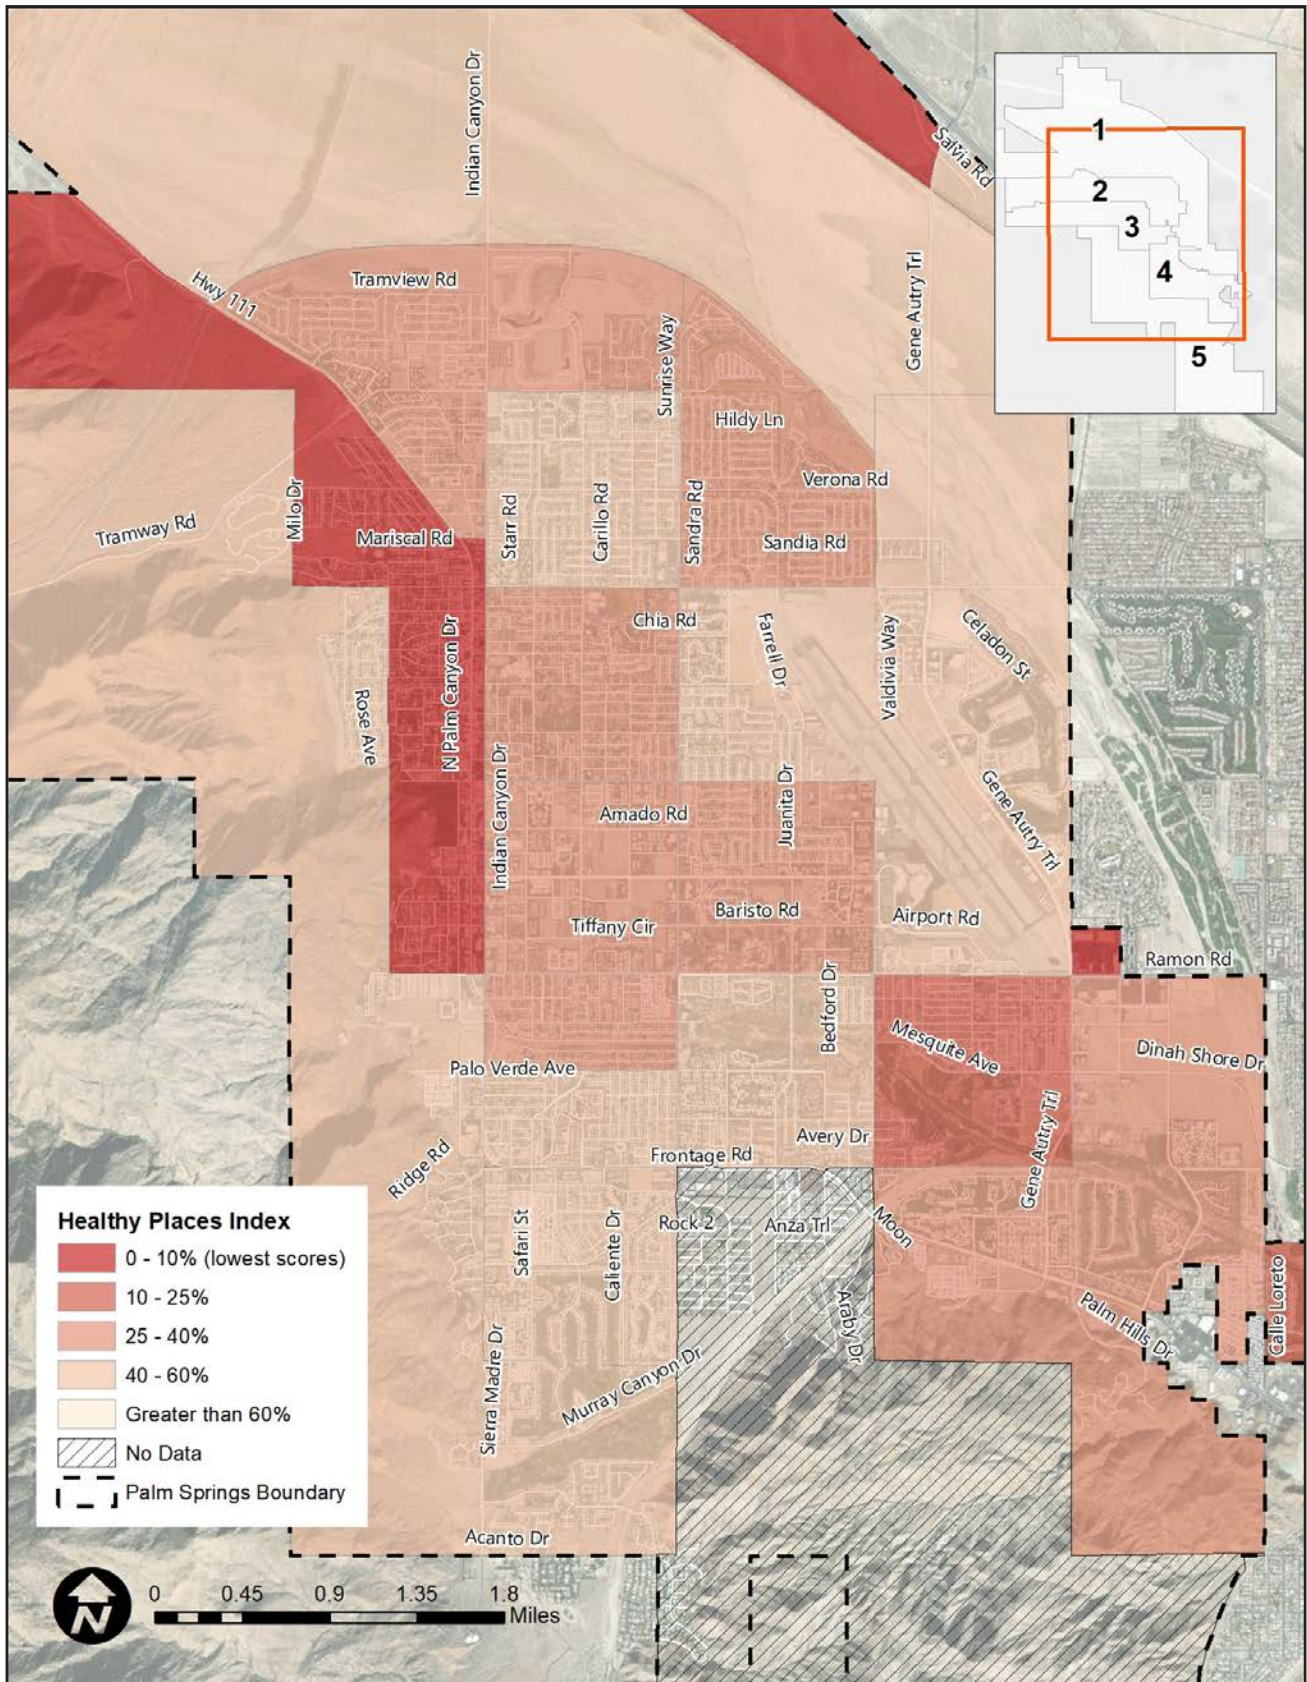 Indian Canyon Dr
Salvia Rd
1
2
3
4
5
Hwy 111
Tramview Rd
Gene Autry Trl
Sunrise Way
Hildy Ln
Verona Rd
Milo Dr
Tramway Rd
Mariscal Rd
Starr Rd
Carillo Rd
Sandra Rd
Sandia Rd
Chia Rd
Farrell Dr
Valdivia Way
Celadon St
Rose Ave
N Palm Canyon Dr
Indian Canyon Dr
Amado Rd
Juanita Dr
Gene Autry Trl
Tiffany Cir
Baristo Rd
Airport Rd
Ramon Rd
Bedford Dr
Mesquite Ave
Dinah Shore Dr
Palo Verde Ave
Gene Autry Trl
Avery Dr
Frontage Rd
Ridge Rd
Safari St
Caliente Dr
Rock 2
Anza Trl
Moon
Araby Dr
Palm Hills Dr
Calle Loreto
Sierra Madre Dr
Murray Canyon Dr
Acanto Dr
Healthy Places Index
0 - 10% (lowest scores)
10 - 25%
25 - 40%
40 - 60%
Greater than 60%
No Data
Palm Springs Boundary
N
0 0.45 0.9 1.35 1.8
Miles